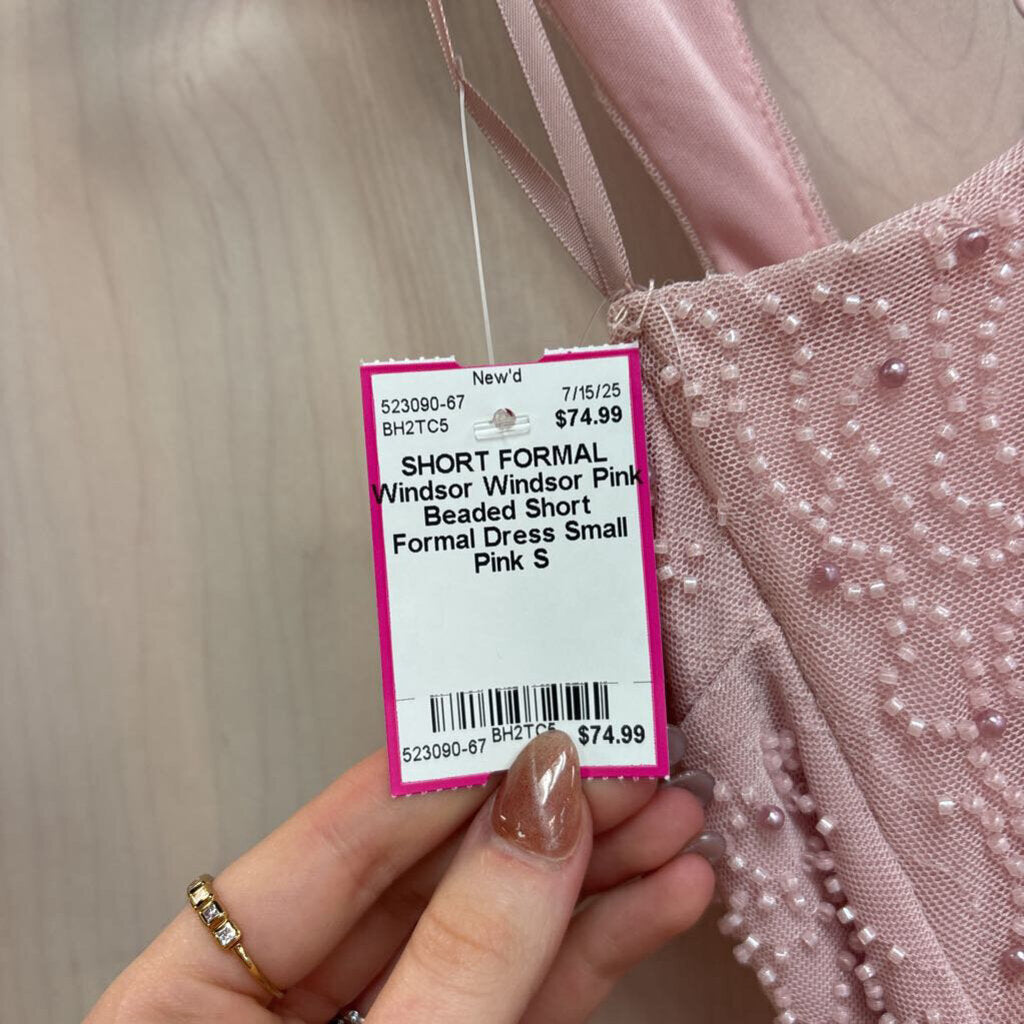 New'd
523090-67 7/15/25
BH2TC5 $74.99
SHORT FORMAL
Windsor Windsor Pink
Beaded Short
Formal Dress Small
Pink S
523090-67 BH2TC5 $74.99